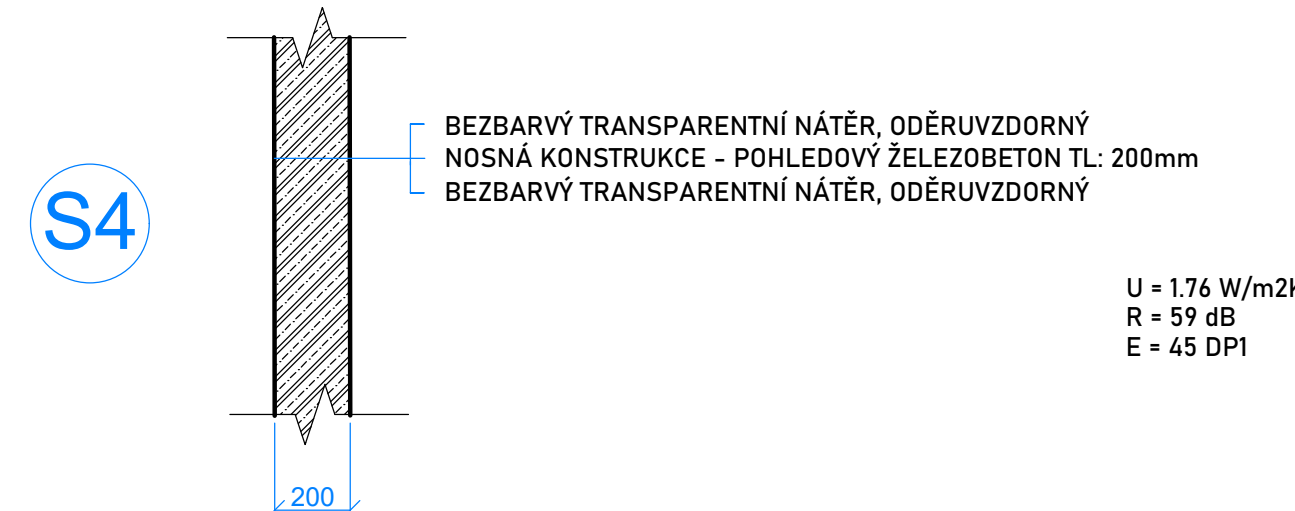 BEZBARVÝ TRANSPARENTNÍ NÁTĚR, ODĚRUVZDORNÝ
NOSNÁ KONSTRUKCE - POHLEDOVÝ ŽELEZOBETON TL: 200mm
BEZBARVÝ TRANSPARENTNÍ NÁTĚR, ODĚRUVZDORNÝ
S4
U = 1.76 W/m2K
R = 59 dB
E = 45 DP1
200